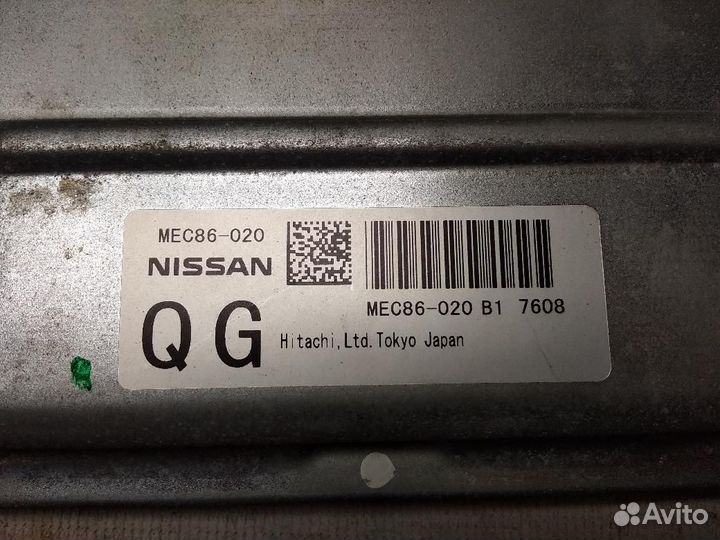 MEC86-020
NISSAN
MEC86-020 B1 7608
QG
Hitachi,Ltd.Tokyo Japan
Avito